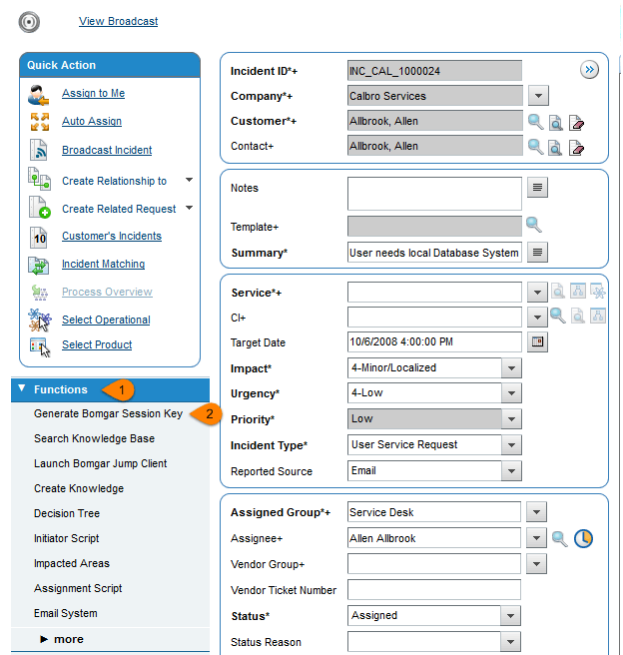 View Broadcast
Quick Action
Assign to Me
Auto Assign
Broadcast Incident
Create Relationship to
Create Related Request
10 Customer's Incidents
Incident Matching
Process Overview
Select Operational
Select Product
Functions 1
Generate Bomgar Session Key 2
Search Knowledge Base
Launch Bomgar Jump Client
Create Knowledge
Decision Tree
Initiator Script
Impacted Areas
Assignment Script
Email System
more
Incident ID*+ INC_CAL_1000024
Company*+ Calbro Services
Customer*+ Allbrook, Allen
Contact+ Allbrook, Allen
Notes
Template+
Summary* User needs local Database System
Service*+
CI+
Target Date 10/6/2008 4:00:00 PM
Impact* 4-Minor/Localized
Urgency* 4-Low
Priority* Low
Incident Type* User Service Request
Reported Source Email
Assigned Group*+ Service Desk
Assignee+ Allen Allbrook
Vendor Group+
Vendor Ticket Number
Status* Assigned
Status Reason